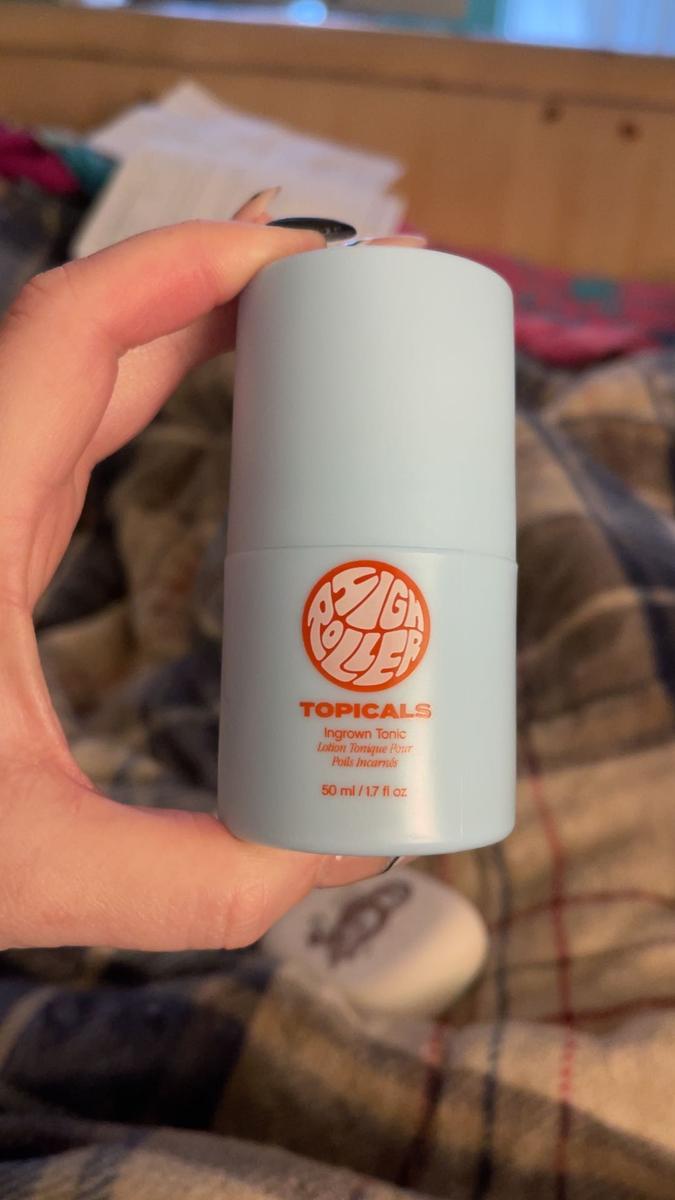 HIGH
ROLLER
TOPICALS
Ingrown Tonic
Lotion Tonique Pour
Poils Incarnés
50 ml / 1.7 fl oz